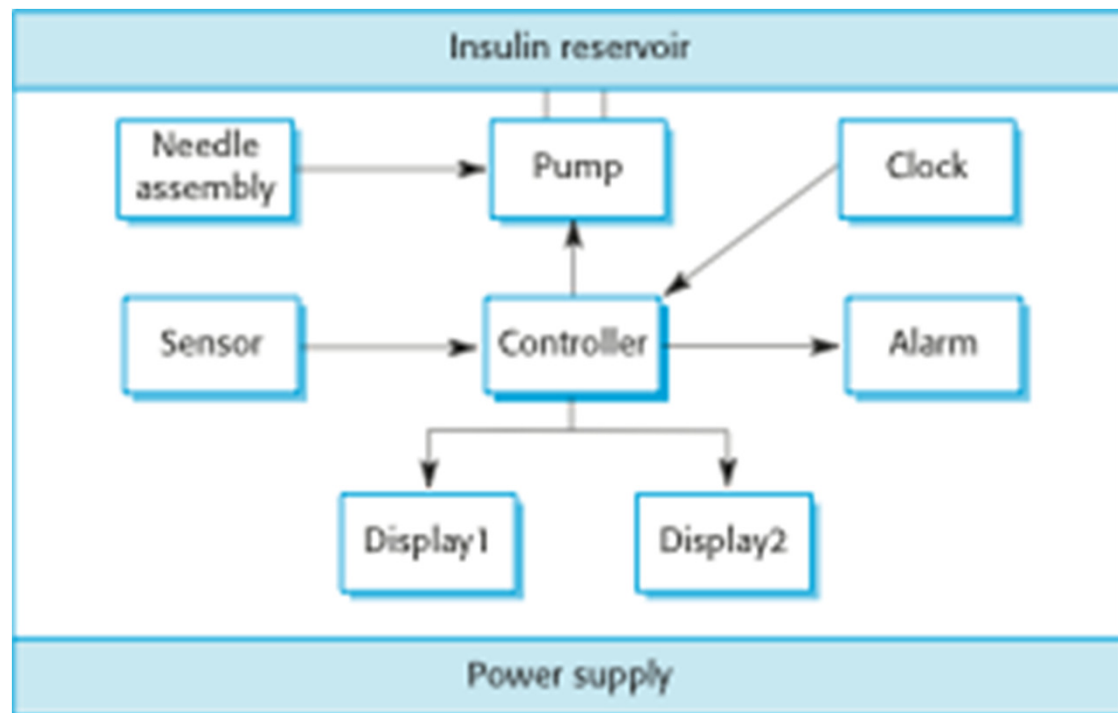 Insulin reservoir
Needle
assembly
Pump
Clock
Sensor
Controller
Alarm
Display1
Display2
Power supply